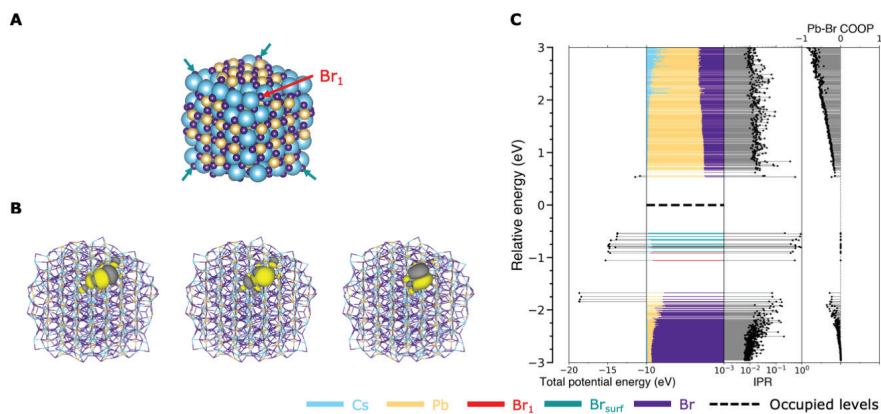 A
Br1
B
C
Pb-Br COOP
−1 0 1
3
2
1
0
−1
−2
−3
Relative energy (eV)
−20 −15 −10 10−3 10−2 10−1 100
Total potential energy (eV) IPR
Cs Pb Br1 Brsurf Br Occupied levels